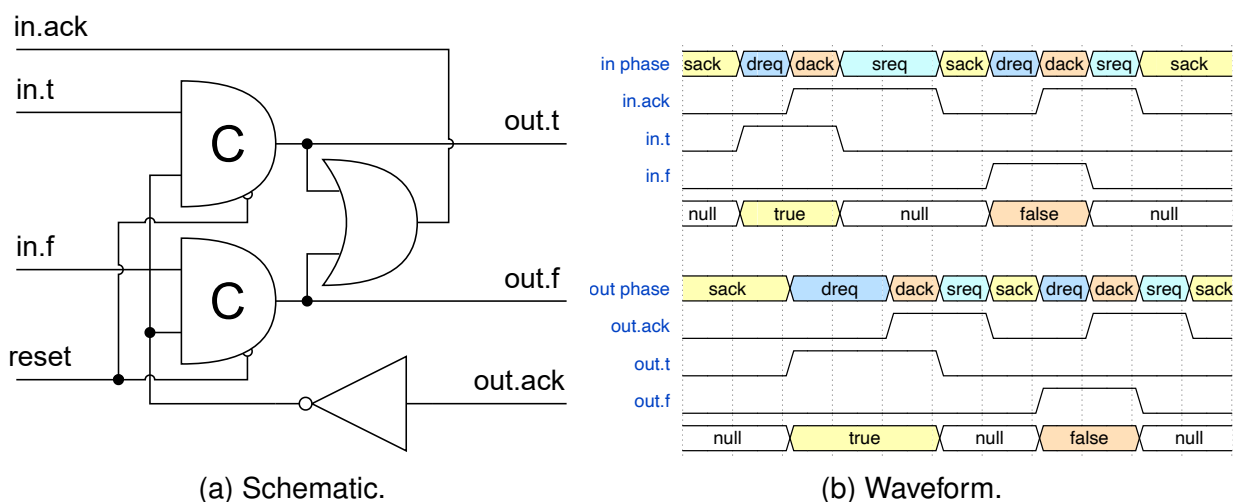 in.ack
in.t
C
out.t
in.f
C
out.f
reset
out.ack
(a) Schematic.
in phase sack dreq dack sreq sack dreq dack sreq sack
in.ack
in.t
in.f
null true null false null
out phase sack dreq dack sreq sack dreq dack sreq sack
out.ack
out.t
out.f
null true null false null
(b) Waveform.